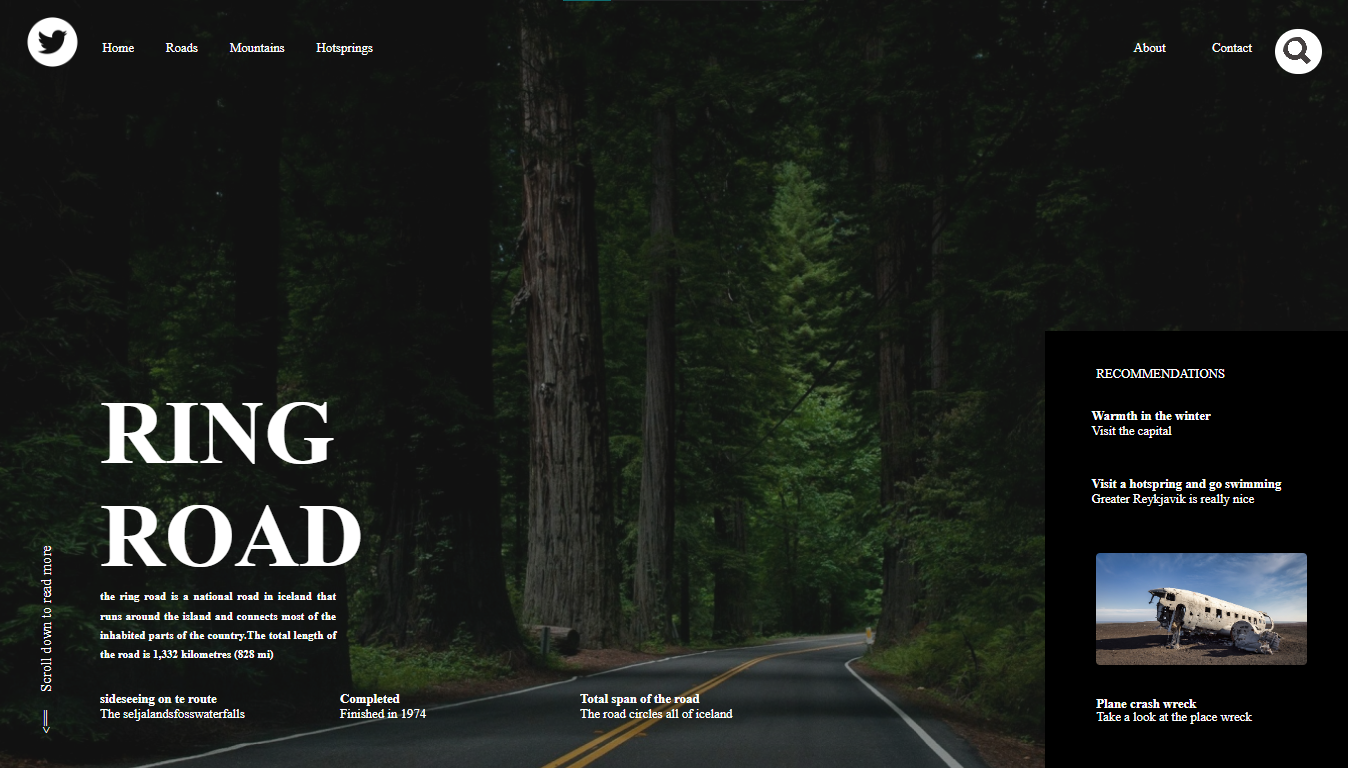 Home Roads Mountains Hotsprings About Contact
RING
ROAD
the ring road is a national road in iceland that
runs around the island and connects most of the
inhabited parts of the country.The total length of
the road is 1,332 kilometres (828 mi)
<== Scroll down to read more
sideseeing on te route
The seljalandsfosswaterfalls
Completed
Finished in 1974
Total span of the road
The road circles all of iceland
RECOMMENDATIONS
Warmth in the winter
Visit the capital
Visit a hotspring and go swimming
Greater Reykjavik is really nice
Plane crash wreck
Take a look at the place wreck